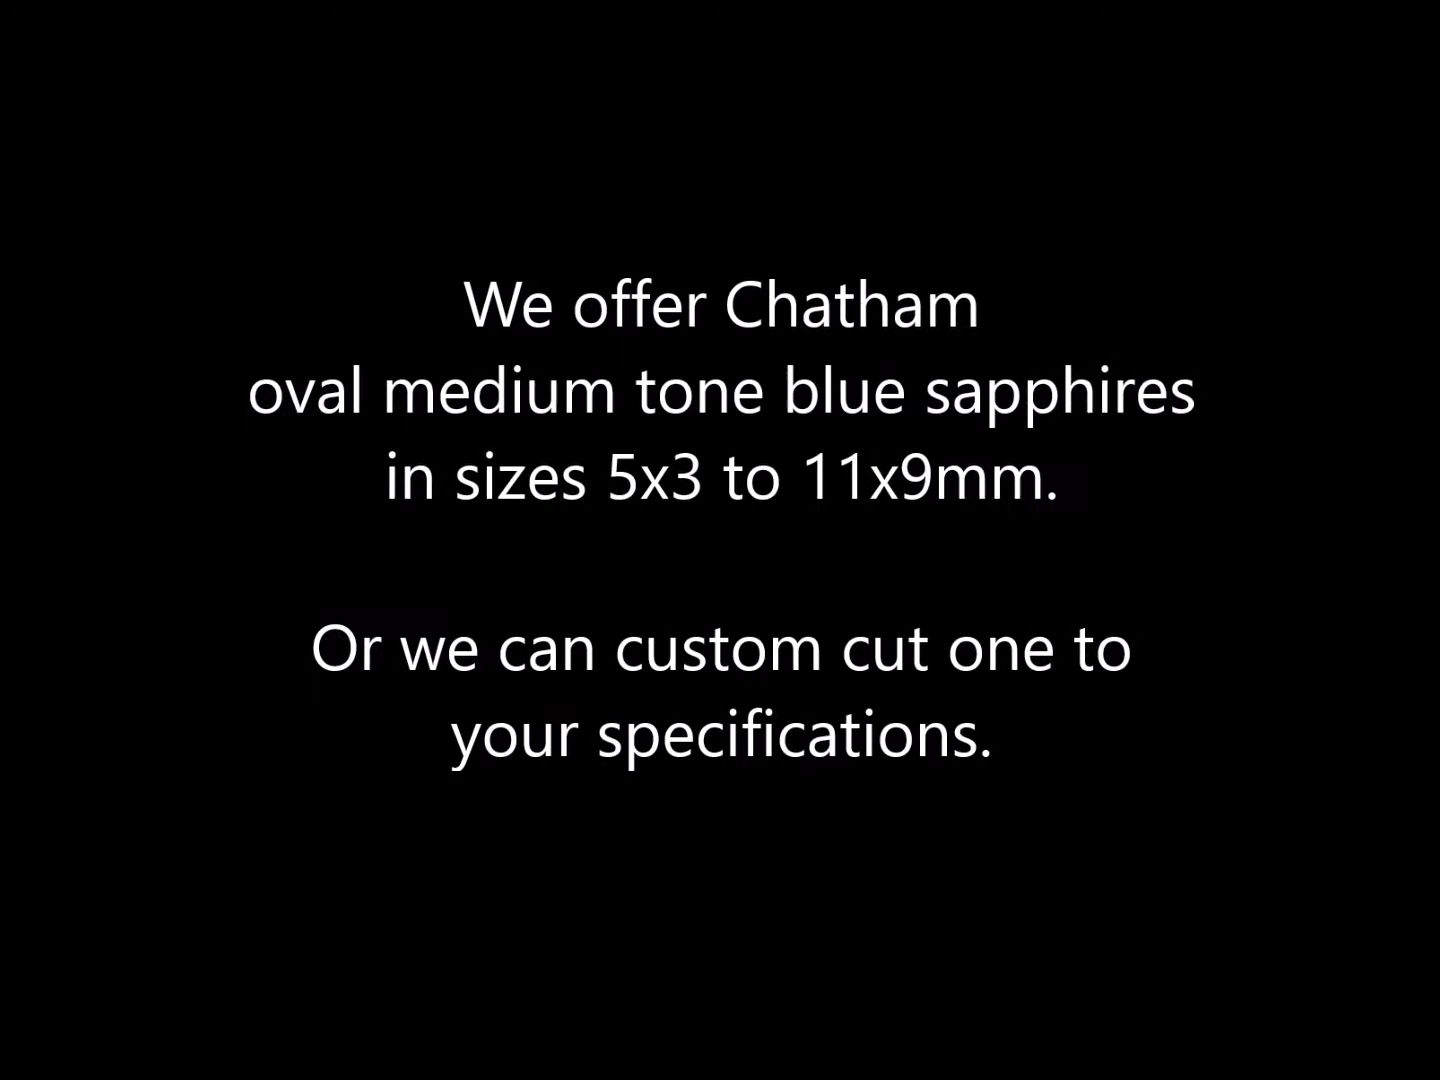 We offer Chatham
oval medium tone blue sapphires
in sizes 5x3 to 11x9mm.
Or we can custom cut one to
your specifications.